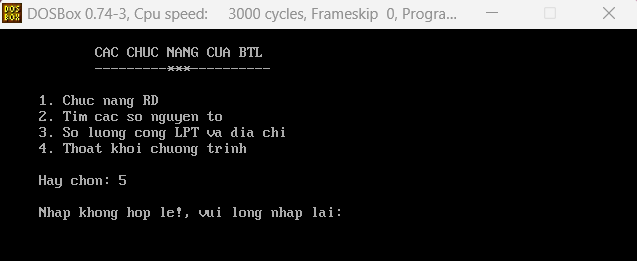 DOS BOX
DOSBox 0.74-3, Cpu speed: 3000 cycles, Frameskip 0, Progra...
CAC CHUC NANG CUA BTL
---------***----------
1. Chuc nang RD
2. Tim cac so nguyen to
3. So luong cong LPT va dia chi
4. Thoat khoi chuong trinh
Hay chon: 5
Nhap khong hop le!, vui long nhap lai: